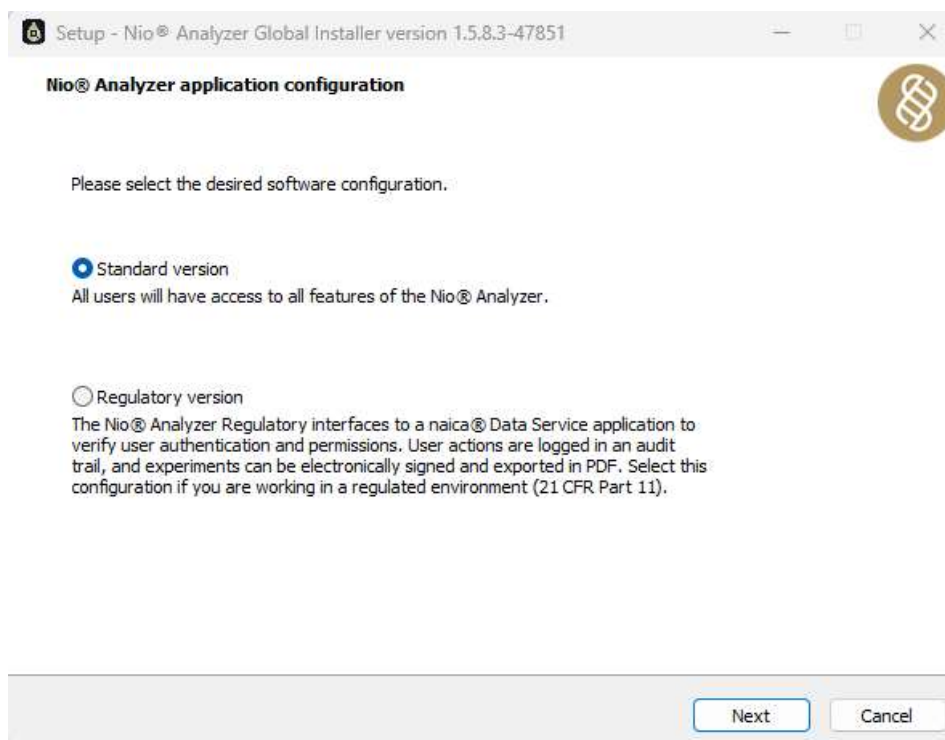 Setup - Nio® Analyzer Global Installer version 1.5.8.3-47851
Nio® Analyzer application configuration
Please select the desired software configuration.
Standard version
All users will have access to all features of the Nio® Analyzer.
Regulatory version
The Nio® Analyzer Regulatory interfaces to a naica® Data Service application to
verify user authentication and permissions. User actions are logged in an audit
trail, and experiments can be electronically signed and exported in PDF. Select this
configuration if you are working in a regulated environment (21 CFR Part 11).
Next
Cancel